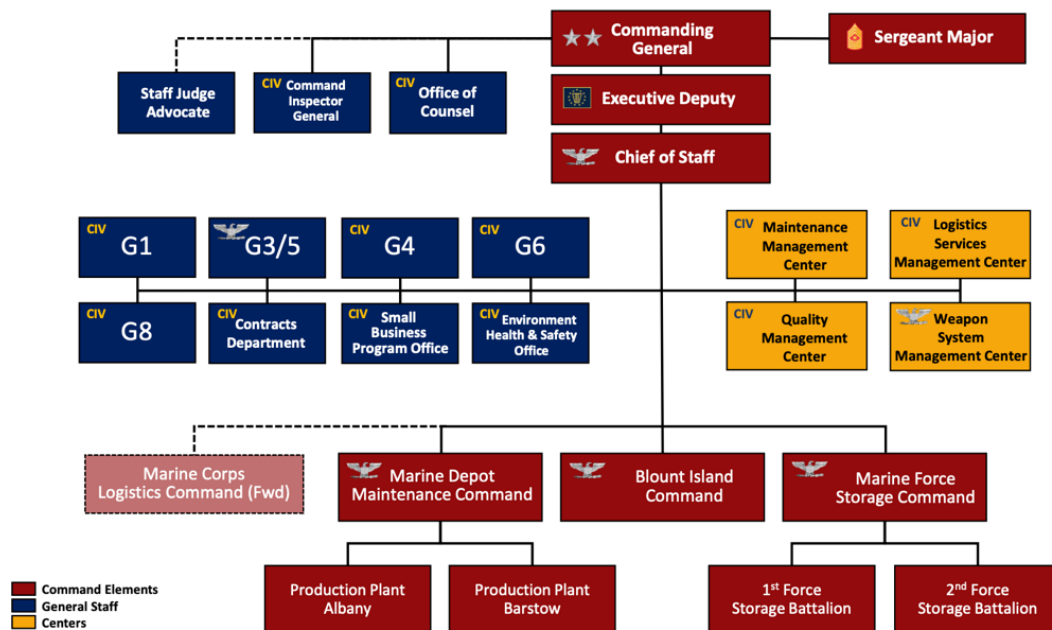 Commanding
General
Sergeant Major
Staff Judge
Advocate
CIV Command
Inspector
General
CIV Office of
Counsel
Executive Deputy
Chief of Staff
CIV G1
G3/5
CIV G4
CIV G6
CIV Maintenance
Management
Center
CIV Logistics
Services
Management Center
CIV G8
CIV Contracts
Department
CIV Small
Business
Program Office
CIV Environment
Health & Safety
Office
CIV Quality
Management
Center
Weapon
System
Management Center
Marine Corps
Logistics Command (Fwd)
Marine Depot
Maintenance Command
Blount Island
Command
Marine Force
Storage Command
Production Plant
Albany
Production Plant
Barstow
1st Force
Storage Battalion
2nd Force
Storage Battalion
Command Elements
General Staff
Centers